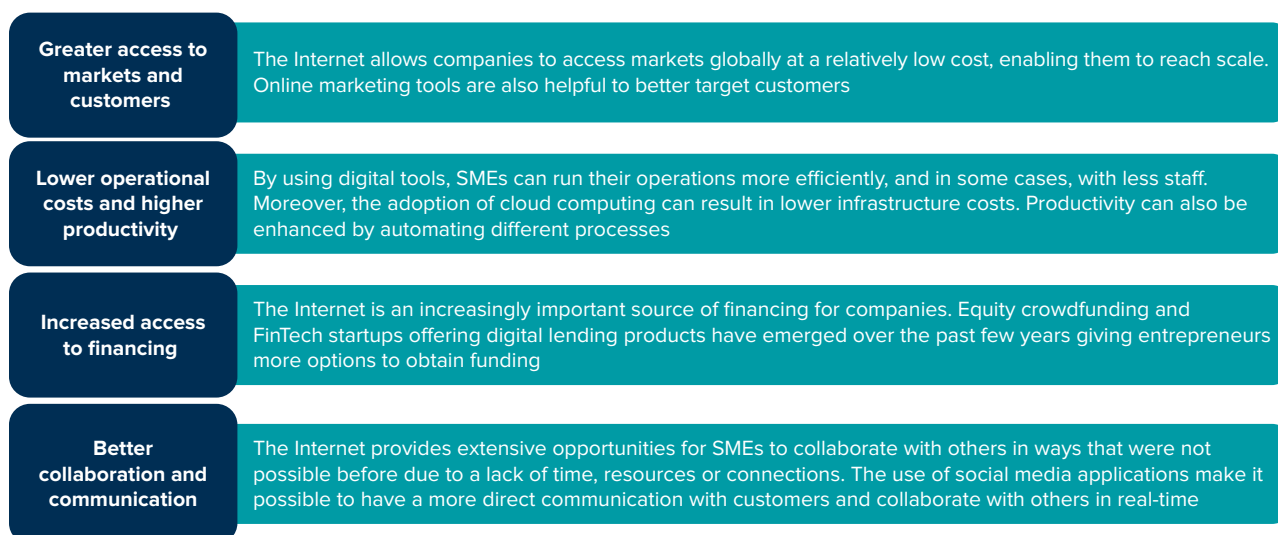 Greater access to
markets and
customers
The Internet allows companies to access markets globally at a relatively low cost, enabling them to reach scale.
Online marketing tools are also helpful to better target customers
Lower operational
costs and higher
productivity
By using digital tools, SMEs can run their operations more efficiently, and in some cases, with less staff.
Moreover, the adoption of cloud computing can result in lower infrastructure costs. Productivity can also be
enhanced by automating different processes
Increased access
to financing
The Internet is an increasingly important source of financing for companies. Equity crowdfunding and
FinTech startups offering digital lending products have emerged over the past few years giving entrepreneurs
more options to obtain funding
Better
collaboration and
communication
The Internet provides extensive opportunities for SMEs to collaborate with others in ways that were not
possible before due to a lack of time, resources or connections. The use of social media applications make it
possible to have a more direct communication with customers and collaborate with others in real-time